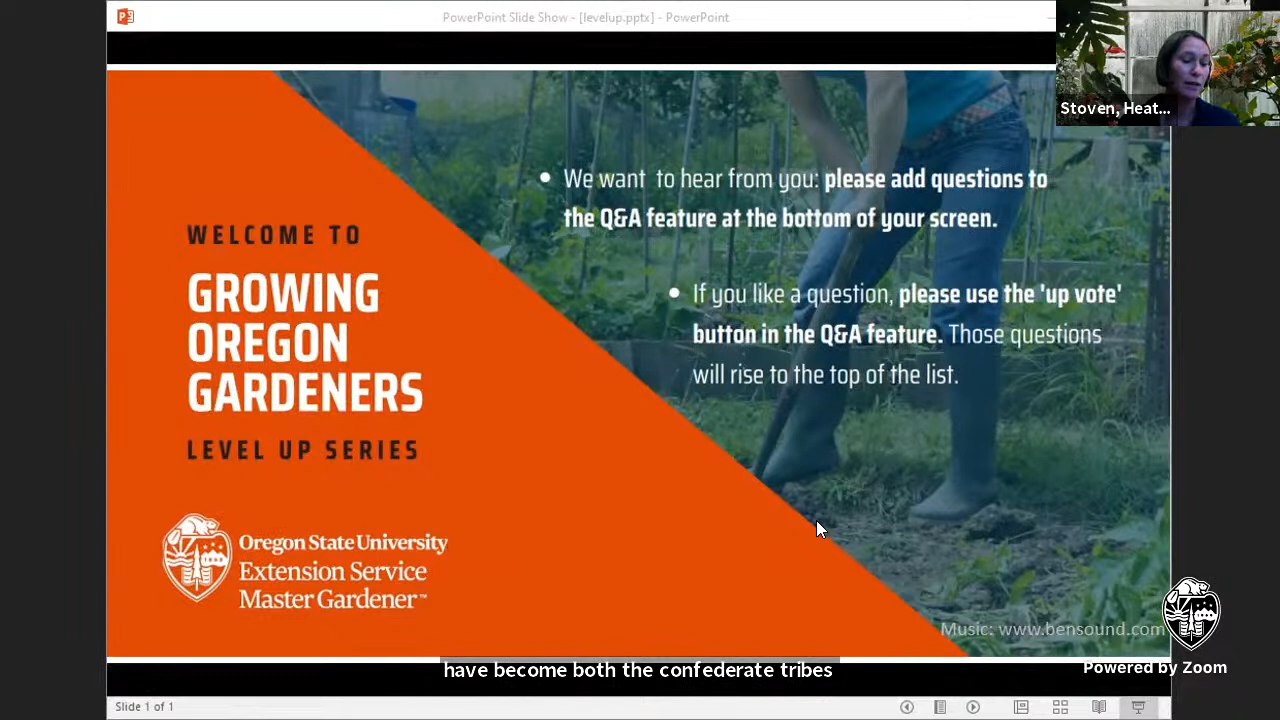 PowerPoint Slide Show - [levelup.pptx] - PowerPoint
Stoven, Heat...
WELCOME TO
GROWING
OREGON
GARDENERS
LEVEL UP SERIES
Oregon State University
Extension Service
Master Gardener™
• We want to hear from you: please add questions to
the Q&A feature at the bottom of your screen.
• If you like a question, please use the 'up vote'
button in the Q&A feature. Those questions
will rise to the top of the list.
Music: www.bensound.com
Powered by Zoom
have become both the confederate tribes
Slide 1 of 1